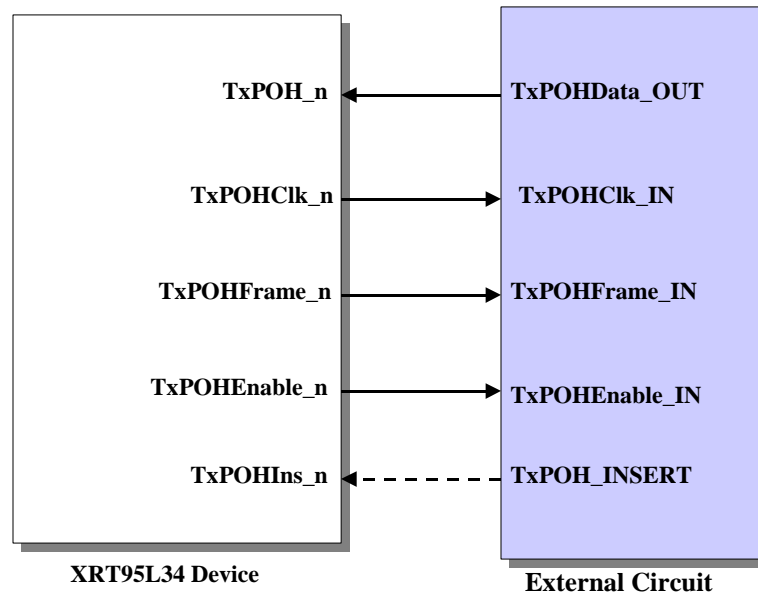 TxPOH_n
TxPOHData_OUT
TxPOHClk_n
TxPOHClk_IN
TxPOHFrame_n
TxPOHFrame_IN
TxPOHEnable_n
TxPOHEnable_IN
TxPOHIns_n
TxPOH_INSERT
XRT95L34 Device
External Circuit